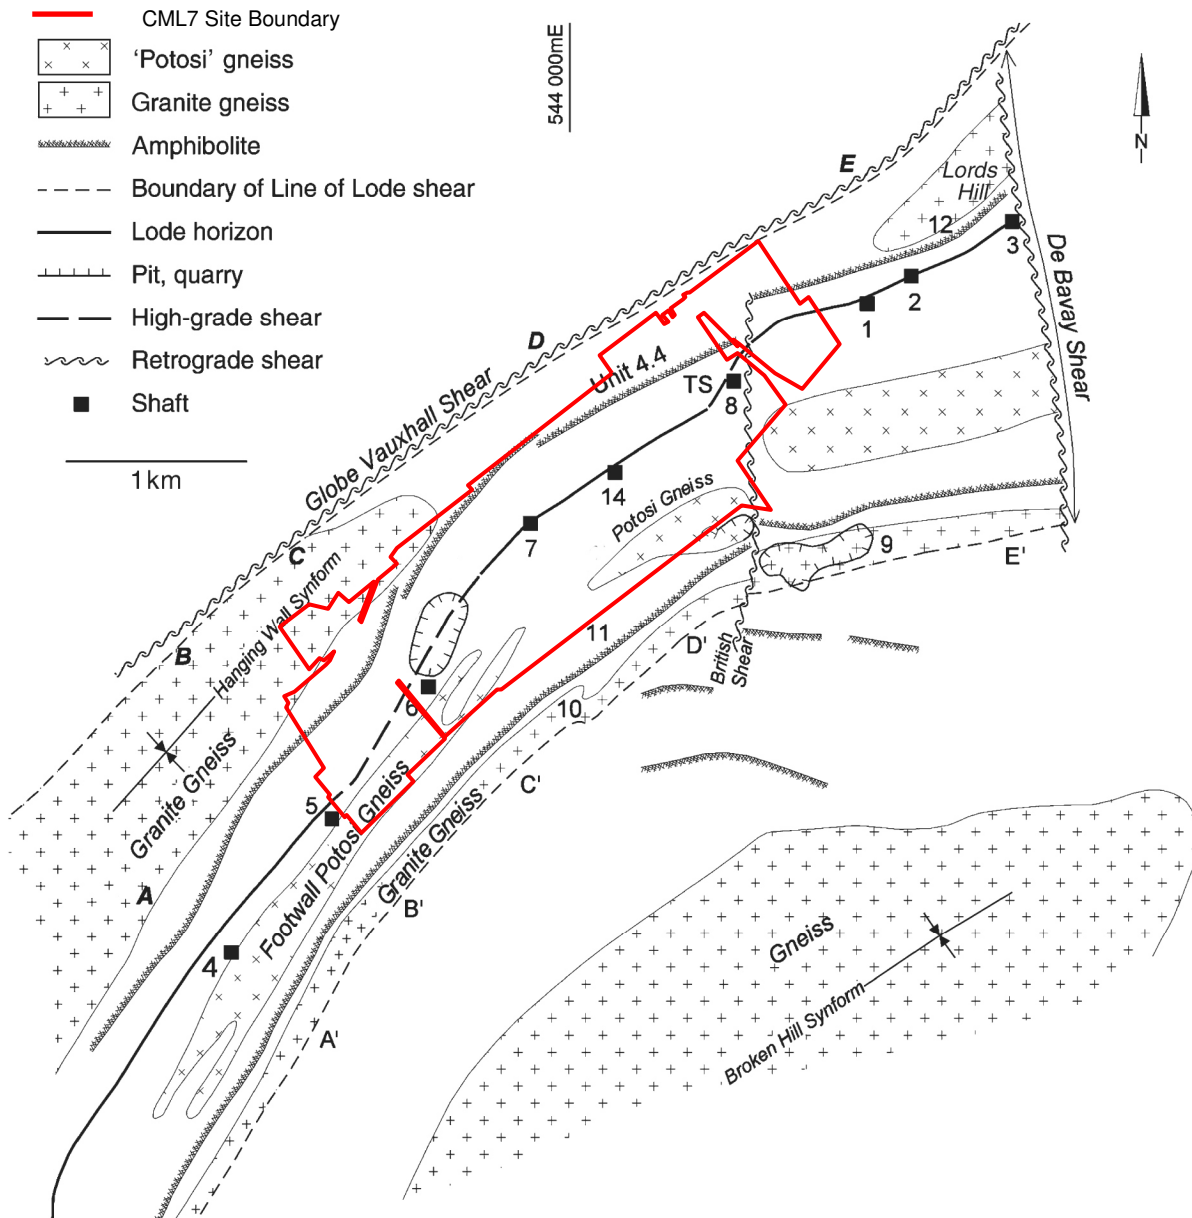 CML7 Site Boundary
'Potosi' gneiss
Granite gneiss
Amphibolite
Boundary of Line of Lode shear
Lode horizon
Pit, quarry
High-grade shear
Retrograde shear
Shaft
1 km
544 000mE
N
E
Lords
Hill
12
3
De Bavay Shear
2
1
D
Unit 4.4
TS
8
Globe Vauxhall Shear
14
Potosi Gneiss
7
C
9
E'
Hanging Wall Synform
B
11
D'
British
Shear
6
10
Granite Gneiss
C'
5
Footwall Potosi Gneiss
Granite Gneiss
A
B'
4
Gneiss
Broken Hill Synform
A'